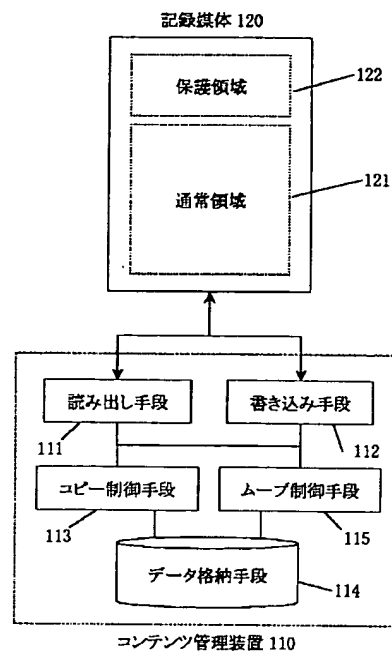 記録媒体 120
保護領域
122
通常領域
121
読み出し手段
書き込み手段
111
112
コピー制御手段
ムーブ制御手段
113
115
データ格納手段
114
コンテンツ管理装置 110